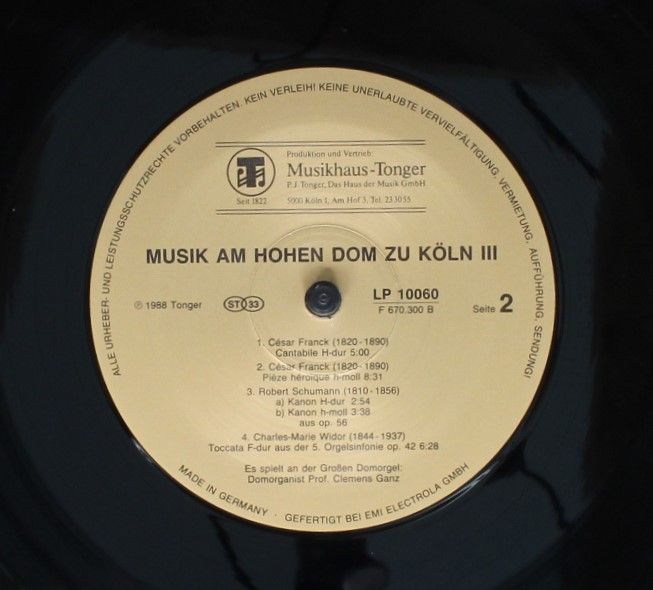 ALLE URHEBER- UND LEISTUNGSSCHUTZRECHTE VORBEHALTEN. KEIN VERLEIH! KEINE UNERLAUBTE VERVIELFÄLTIGUNG, VERMIETUNG, AUFFÜHRUNG, SENDUNG!
T
Seit 1822
Produktion und Vertrieb:
Musikhaus-Tonger
P.J. Tonger, Das Haus der Musik GmbH
5000 Köln 1, Am Hof 3, Tel. 23 30 55
MUSIK AM HOHEN DOM ZU KÖLN III
℗ 1988 Tonger
ST 33
LP 10060
F 670.300 B
Seite 2
1. César Franck (1820-1890)
Cantabile H-dur 5:00
2. César Franck (1820-1890)
Pièze héroïque h-moll 8:31
3. Robert Schumann (1810-1856)
a) Kanon H-dur 2:54
b) Kanon h-moll 3:38
aus op. 56
4. Charles-Marie Widor (1844-1937)
Toccata F-dur aus der 5. Orgelsinfonie op. 42 6:28
Es spielt an der Großen Domorgel:
Domorganist Prof. Clemens Ganz
MADE IN GERMANY · GEFERTIGT BEI EMI ELECTROLA GMBH